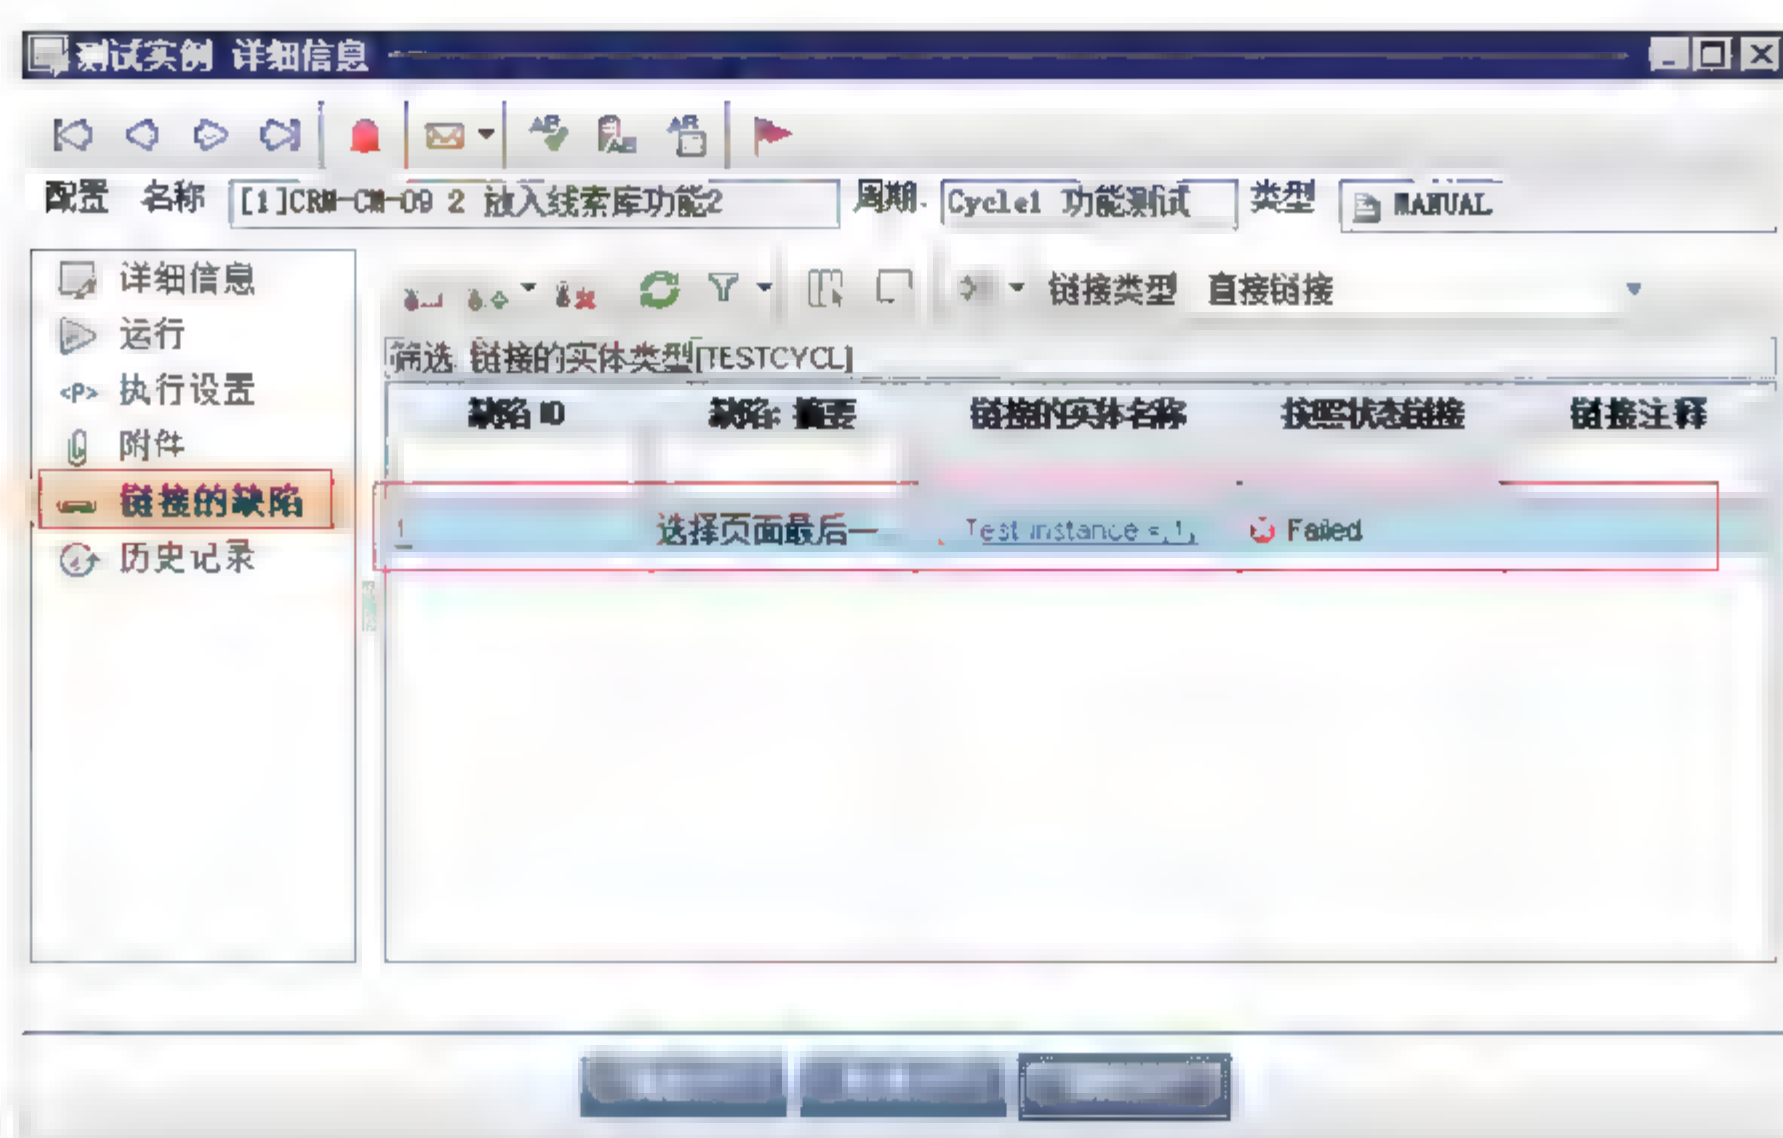 测试实例 详细信息
配置 名称 [1]CRM-CM-09 2 放入线索库功能2 周期. Cycle1 功能测试 类型 MANUAL
详细信息
运行
<P> 执行设置
附件
链接的缺陷
历史记录
链接类型 直接链接
筛选. 链接的实体类型[TESTCYCL]
缺陷 ID 缺陷: 摘要 链接的实体名称 按照状态链接 链接注释
1 选择页面最后一... Test instance = , 1, Failed